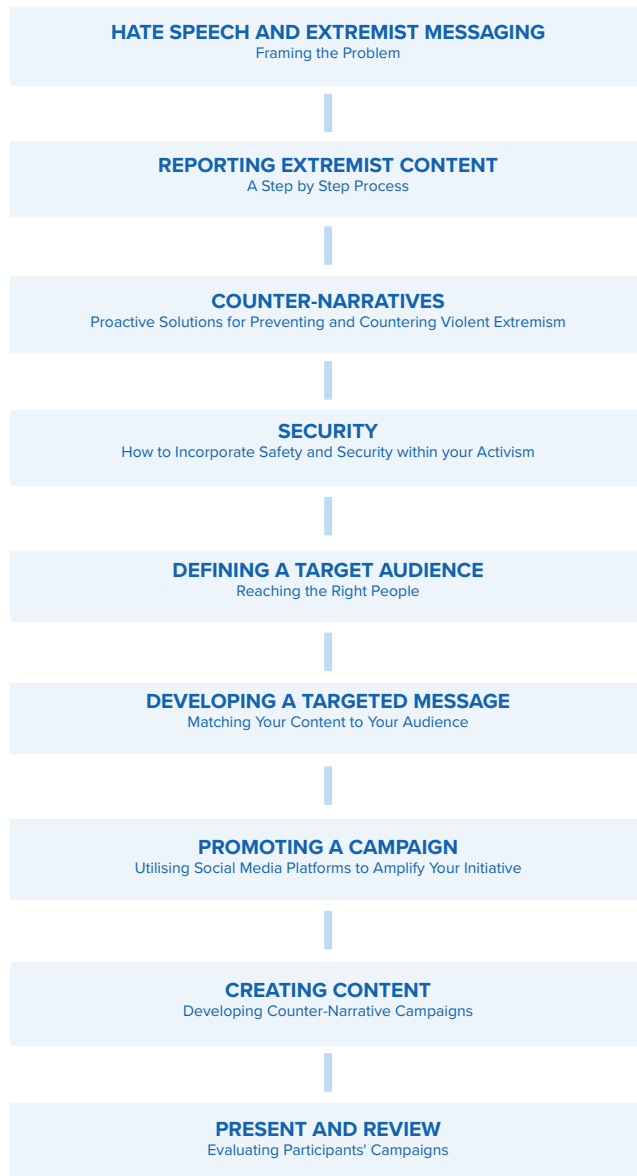 HATE SPEECH AND EXTREMIST MESSAGING
Framing the Problem
REPORTING EXTREMIST CONTENT
A Step by Step Process
COUNTER-NARRATIVES
Proactive Solutions for Preventing and Countering Violent Extremism
SECURITY
How to Incorporate Safety and Security within your Activism
DEFINING A TARGET AUDIENCE
Reaching the Right People
DEVELOPING A TARGETED MESSAGE
Matching Your Content to Your Audience
PROMOTING A CAMPAIGN
Utilising Social Media Platforms to Amplify Your Initiative
CREATING CONTENT
Developing Counter-Narrative Campaigns
PRESENT AND REVIEW
Evaluating Participants' Campaigns